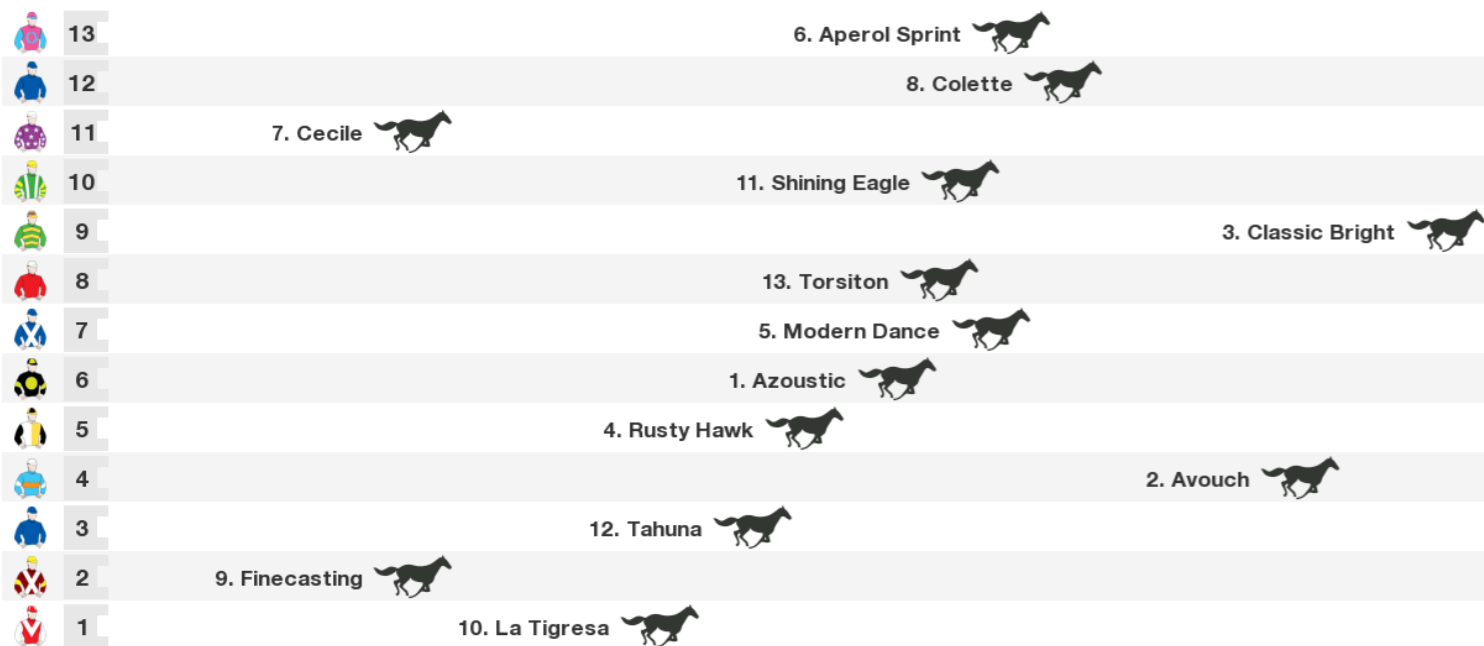 13 6. Aperol Sprint
12 8. Colette
11 7. Cecile
10 11. Shining Eagle
9 3. Classic Bright
8 13. Torsiton
7 5. Modern Dance
6 1. Azoustic
5 4. Rusty Hawk
4 2. Avouch
3 12. Tahuna
2 9. Finecasting
1 10. La Tigresa